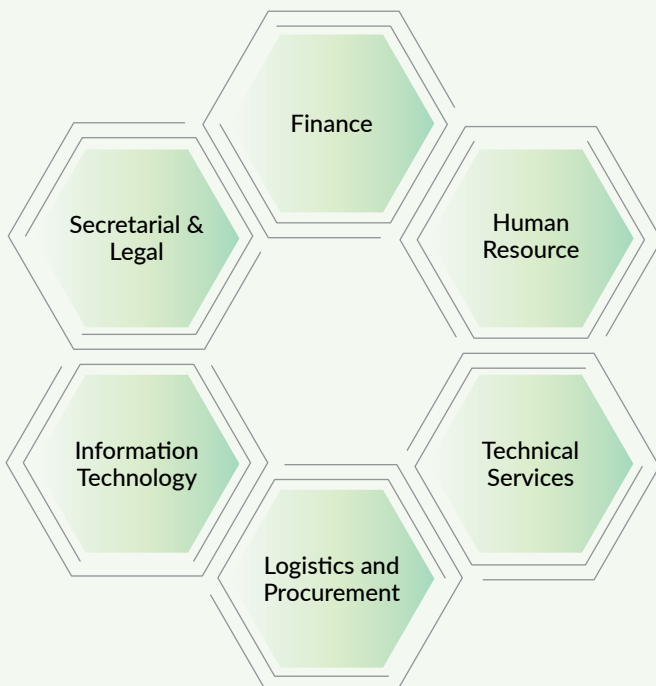 Finance
Secretarial &
Legal
Human
Resource
Information
Technology
Technical
Services
Logistics and
Procurement